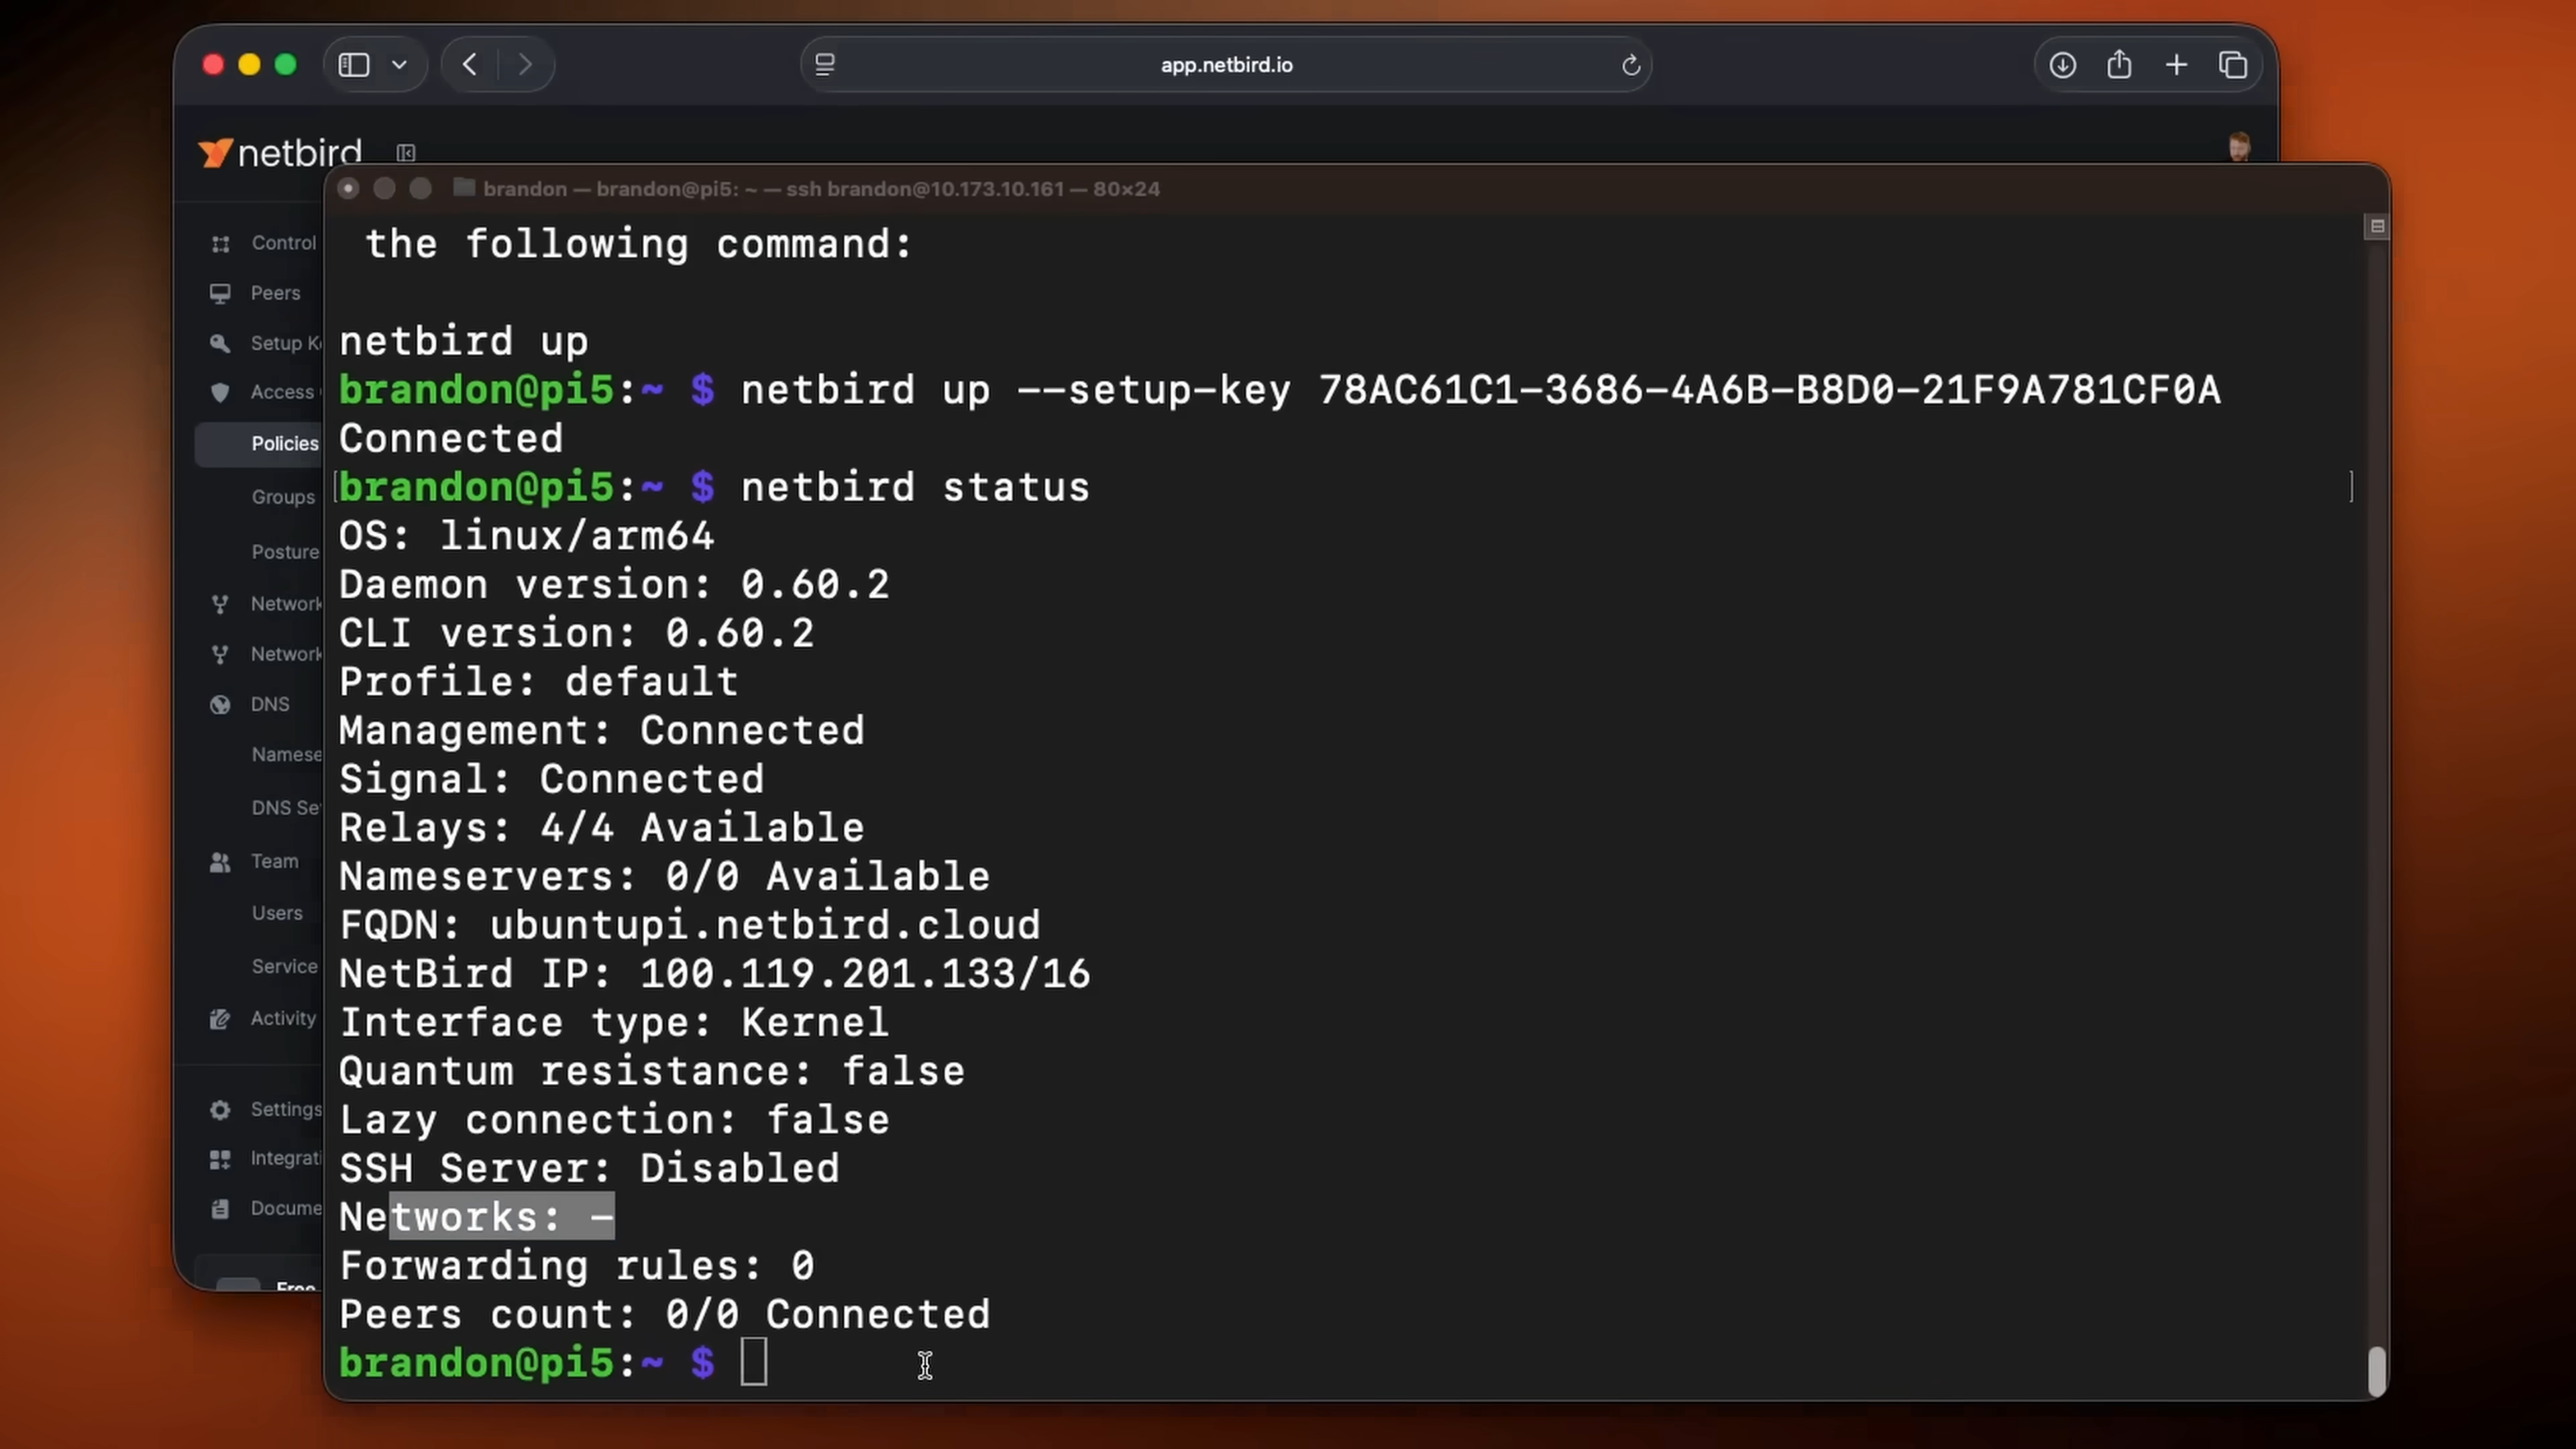 app.netbird.io
netbird
brandon — brandon@pi5: ~ — ssh brandon@10.173.10.161 — 80×24
Control
Peers
Setup K
Access
Policies
Groups
Posture
Network
Network
DNS
Namese
DNS Se
Team
Users
Service
Activity
Settings
Integrati
Docume
Free
the following command:
netbird up
brandon@pi5:~ $ netbird up --setup-key 78AC61C1-3686-4A6B-B8D0-21F9A781CF0A
Connected
[brandon@pi5:~ $ netbird status ]
OS: linux/arm64
Daemon version: 0.60.2
CLI version: 0.60.2
Profile: default
Management: Connected
Signal: Connected
Relays: 4/4 Available
Nameservers: 0/0 Available
FQDN: ubuntupi.netbird.cloud
NetBird IP: 100.119.201.133/16
Interface type: Kernel
Quantum resistance: false
Lazy connection: false
SSH Server: Disabled
Networks: -
Forwarding rules: 0
Peers count: 0/0 Connected
brandon@pi5:~ $